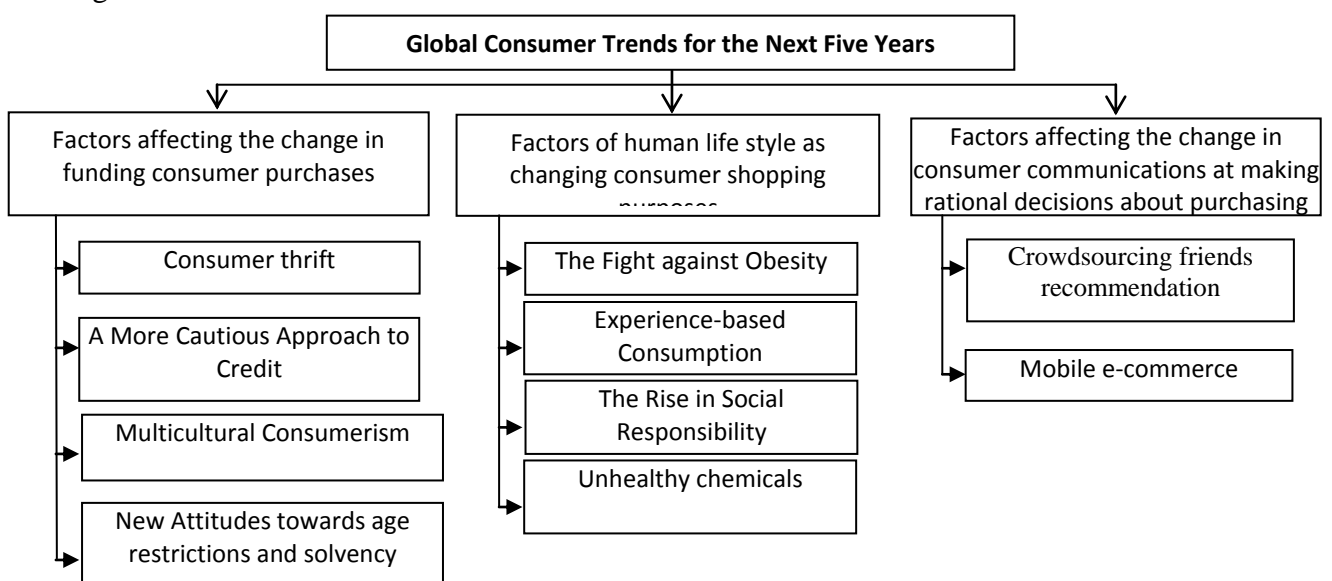 Global Consumer Trends for the Next Five Years
Factors affecting the change in
funding consumer purchases
Consumer thrift
A More Cautious Approach to
Credit
Multicultural Consumerism
New Attitudes towards age
restrictions and solvency
Factors of human life style as
changing consumer shopping
purposes
The Fight against Obesity
Experience-based
Consumption
The Rise in Social
Responsibility
Unhealthy chemicals
Factors affecting the change in
consumer communications at making
rational decisions about purchasing
Crowdsourcing friends
recommendation
Mobile e-commerce